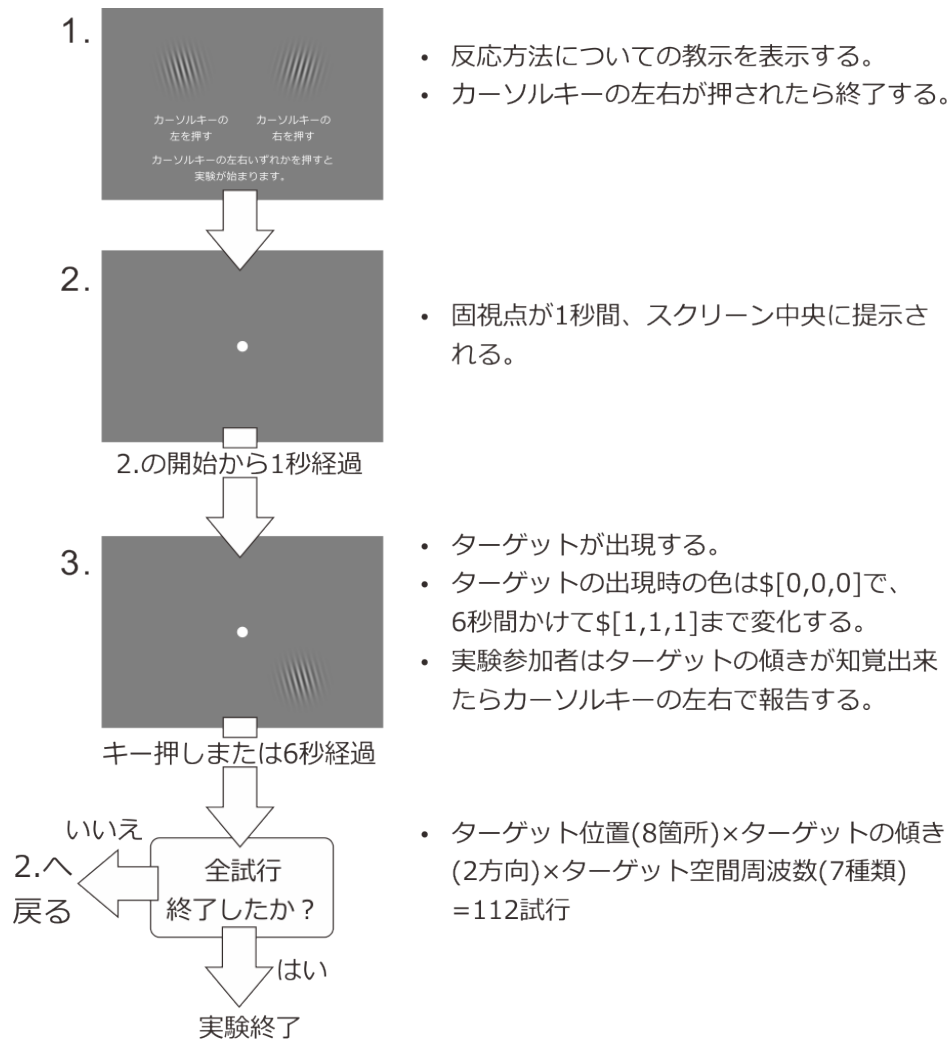 1.
カーソルキーの
左を押す
カーソルキーの
右を押す
カーソルキーの左右いずれかを押すと
実験が始まります。
• 反応方法についての教示を表示する。
• カーソルキーの左右が押されたら終了する。
2.
• 固視点が1秒間、スクリーン中央に提示さ
れる。
2.の開始から1秒経過
3.
• ターゲットが出現する。
• ターゲットの出現時の色は$[0,0,0]で、
6秒間かけて$[1,1,1]まで変化する。
• 実験参加者はターゲットの傾きが知覚出来
たらカーソルキーの左右で報告する。
キー押しまたは6秒経過
いいえ
2.へ
戻る
全試行
終了したか？
• ターゲット位置(8箇所)×ターゲットの傾き
(2方向)×ターゲット空間周波数(7種類)
=112試行
はい
実験終了